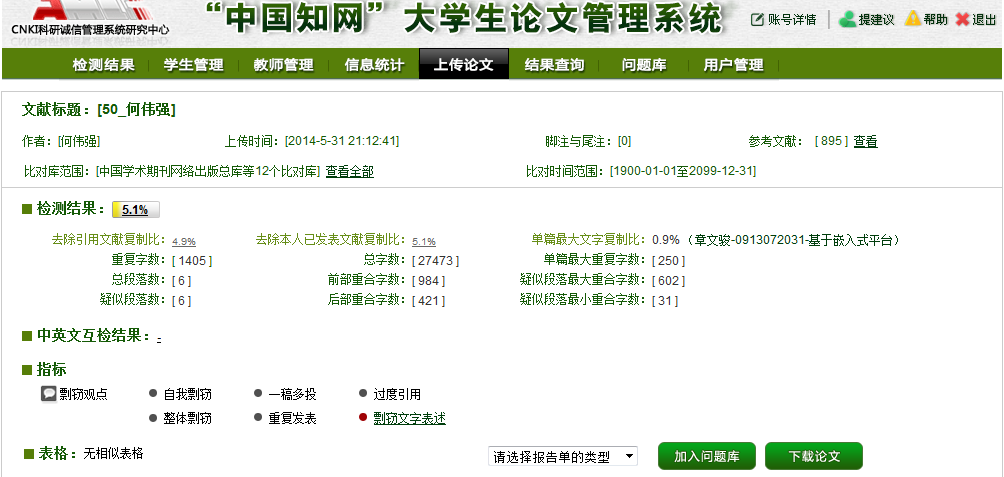 “中国知网”大学生论文管理系统
CNKI科研诚信管理系统研究中心
账号详情 提建议 帮助 退出
检测结果 学生管理 教师管理 信息统计 上传论文 结果查询 问题库 用户管理
文献标题：[50_何伟强]
作者：[何伟强] 上传时间：[2014-5-31 21:12:41] 脚注与尾注：[0] 参考文献：[895] 查看
比对库范围：[中国学术期刊网络出版总库等12个比对库] 查看全部 比对时间范围：[1900-01-01至2099-12-31]
检测结果：5.1%
去除引用文献复制比：4.9% 去除本人已发表文献复制比：5.1% 单篇最大文字复制比：0.9%（章文骏-0913072031-基于嵌入式平台）
重复字数：[1405] 总字数：[27473] 单篇最大重复字数：[250]
总段落数：[6] 前部重合字数：[984] 疑似段落最大重合字数：[602]
疑似段落数：[6] 后部重合字数：[421] 疑似段落最小重合字数：[31]
中英文互检结果：-
指标
剽窃观点 自我剽窃 一稿多投 过度引用
整体剽窃 重复发表 剽窃文字表述
表格：无相似表格 请选择报告单的类型 加入问题库 下载论文